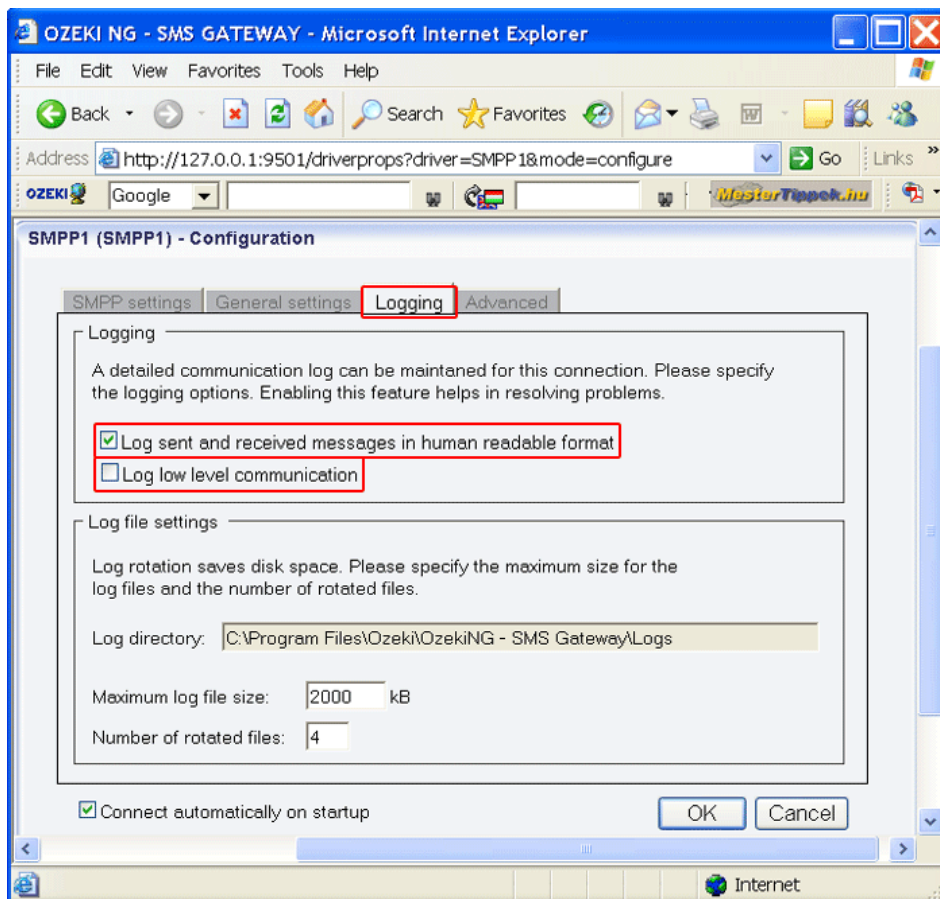 OZEKI NG - SMS GATEWAY - Microsoft Internet Explorer
File Edit View Favorites Tools Help
Back Search Favorites
Address http://127.0.0.1:9501/driverprops?driver=SMPP1&mode=configure Go Links »
OZEKI Google MesterTippek.hu
SMPP1 (SMPP1) - Configuration
SMPP settings General settings Logging Advanced
Logging
A detailed communication log can be maintaned for this connection. Please specify
the logging options. Enabling this feature helps in resolving problems.
Log sent and received messages in human readable format
Log low level communication
Log file settings
Log rotation saves disk space. Please specify the maximum size for the
log files and the number of rotated files.
Log directory: C:\Program Files\Ozeki\OzekiNG - SMS Gateway\Logs
Maximum log file size: 2000 kB
Number of rotated files: 4
Connect automatically on startup OK Cancel
Internet